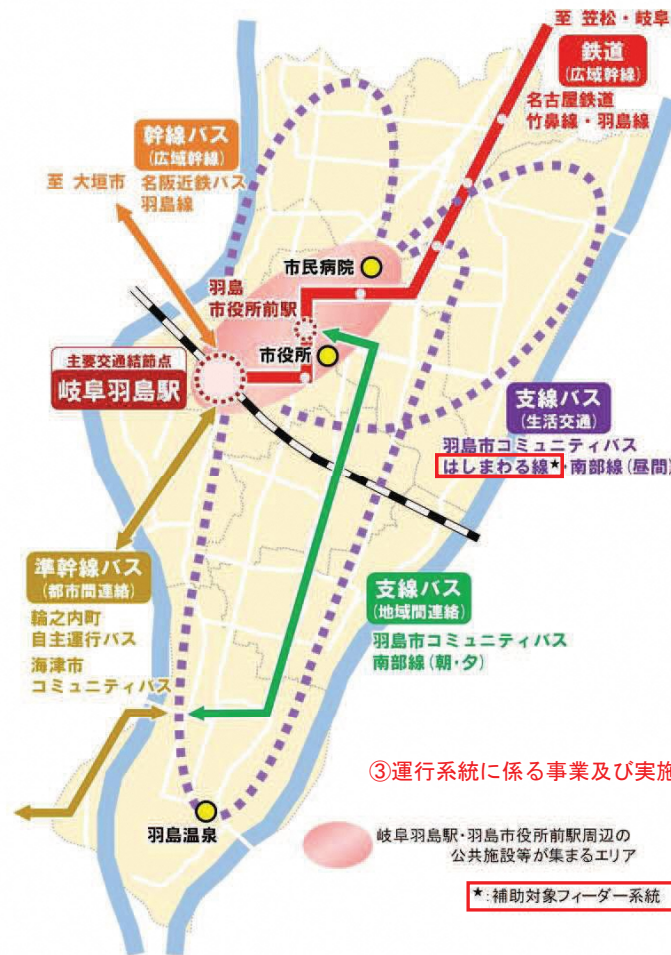 至 笠松・岐阜
鉄道
(広域幹線)
名古屋鉄道
竹鼻線・羽島線
幹線バス
(広域幹線)
至 大垣市 名阪近鉄バス
羽島線
市民病院
羽島
市役所前駅
市役所
主要交通結節点
岐阜羽島駅
支線バス
(生活交通)
羽島市コミュニティバス
はしまわる線★・南部線(昼間)
準幹線バス
(都市間連絡)
輪之内町
自主運行バス
海津市
コミュニティバス
支線バス
(地域間連絡)
羽島市コミュニティバス
南部線(朝・夕)
③運行系統に係る事業及び実施
羽島温泉
岐阜羽島駅・羽島市役所前駅周辺の
公共施設等が集まるエリア
★:補助対象フィーダー系統